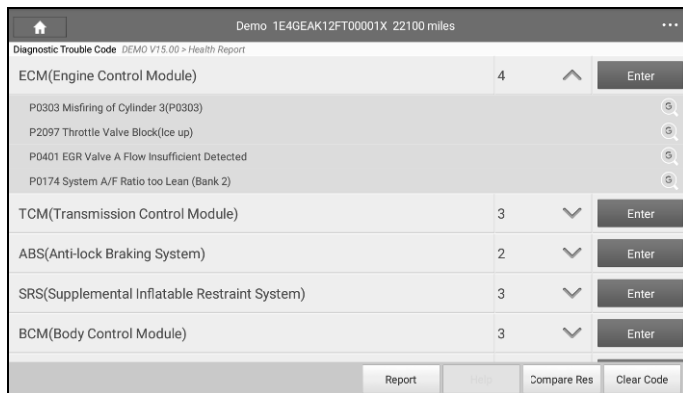 Demo 1E4GEAK12FT00001X 22100 miles
Diagnostic Trouble Code DEMO V15.00 > Health Report
ECM(Engine Control Module) 4 Enter
P0303 Misfiring of Cylinder 3(P0303)
P2097 Throttle Valve Block(Ice up)
P0401 EGR Valve A Flow Insufficient Detected
P0174 System A/F Ratio too Lean (Bank 2)
TCM(Transmission Control Module) 3 Enter
ABS(Anti-lock Braking System) 2 Enter
SRS(Supplemental Inflatable Restraint System) 3 Enter
BCM(Body Control Module) 3 Enter
Report Help Compare Res Clear Code